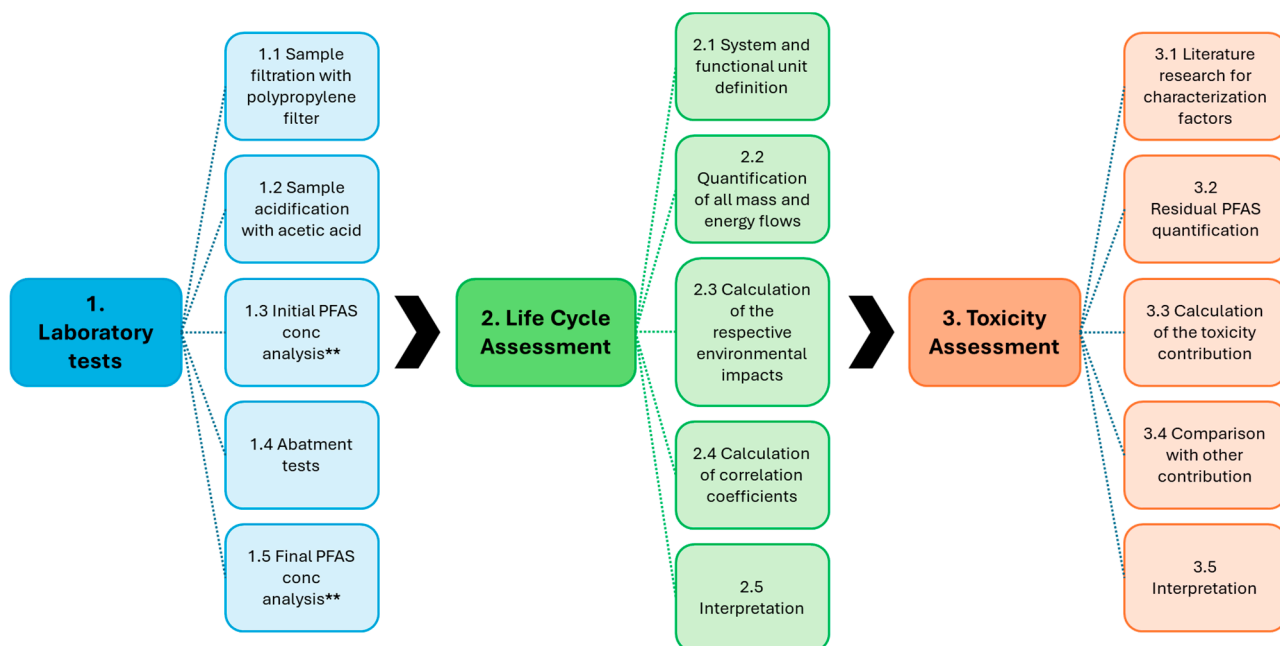 1.
Laboratory
tests
1.1 Sample
filtration with
polypropylene
filter
1.2 Sample
acidification
with acetic acid
1.3 Initial PFAS
conc
analysis**
1.4 Abatment
tests
1.5 Final PFAS
conc
analysis**
2. Life Cycle
Assessment
2.1 System and
functional unit
definition
2.2
Quantification
of all mass and
energy flows
2.3 Calculation
of the
respective
environmental
impacts
2.4 Calculation
of correlation
coefficients
2.5
Interpretation
3. Toxicity
Assessment
3.1 Literature
research for
characterization
factors
3.2
Residual PFAS
quantification
3.3 Calculation
of the toxicity
contribution
3.4 Comparison
with other
contribution
3.5
Interpretation